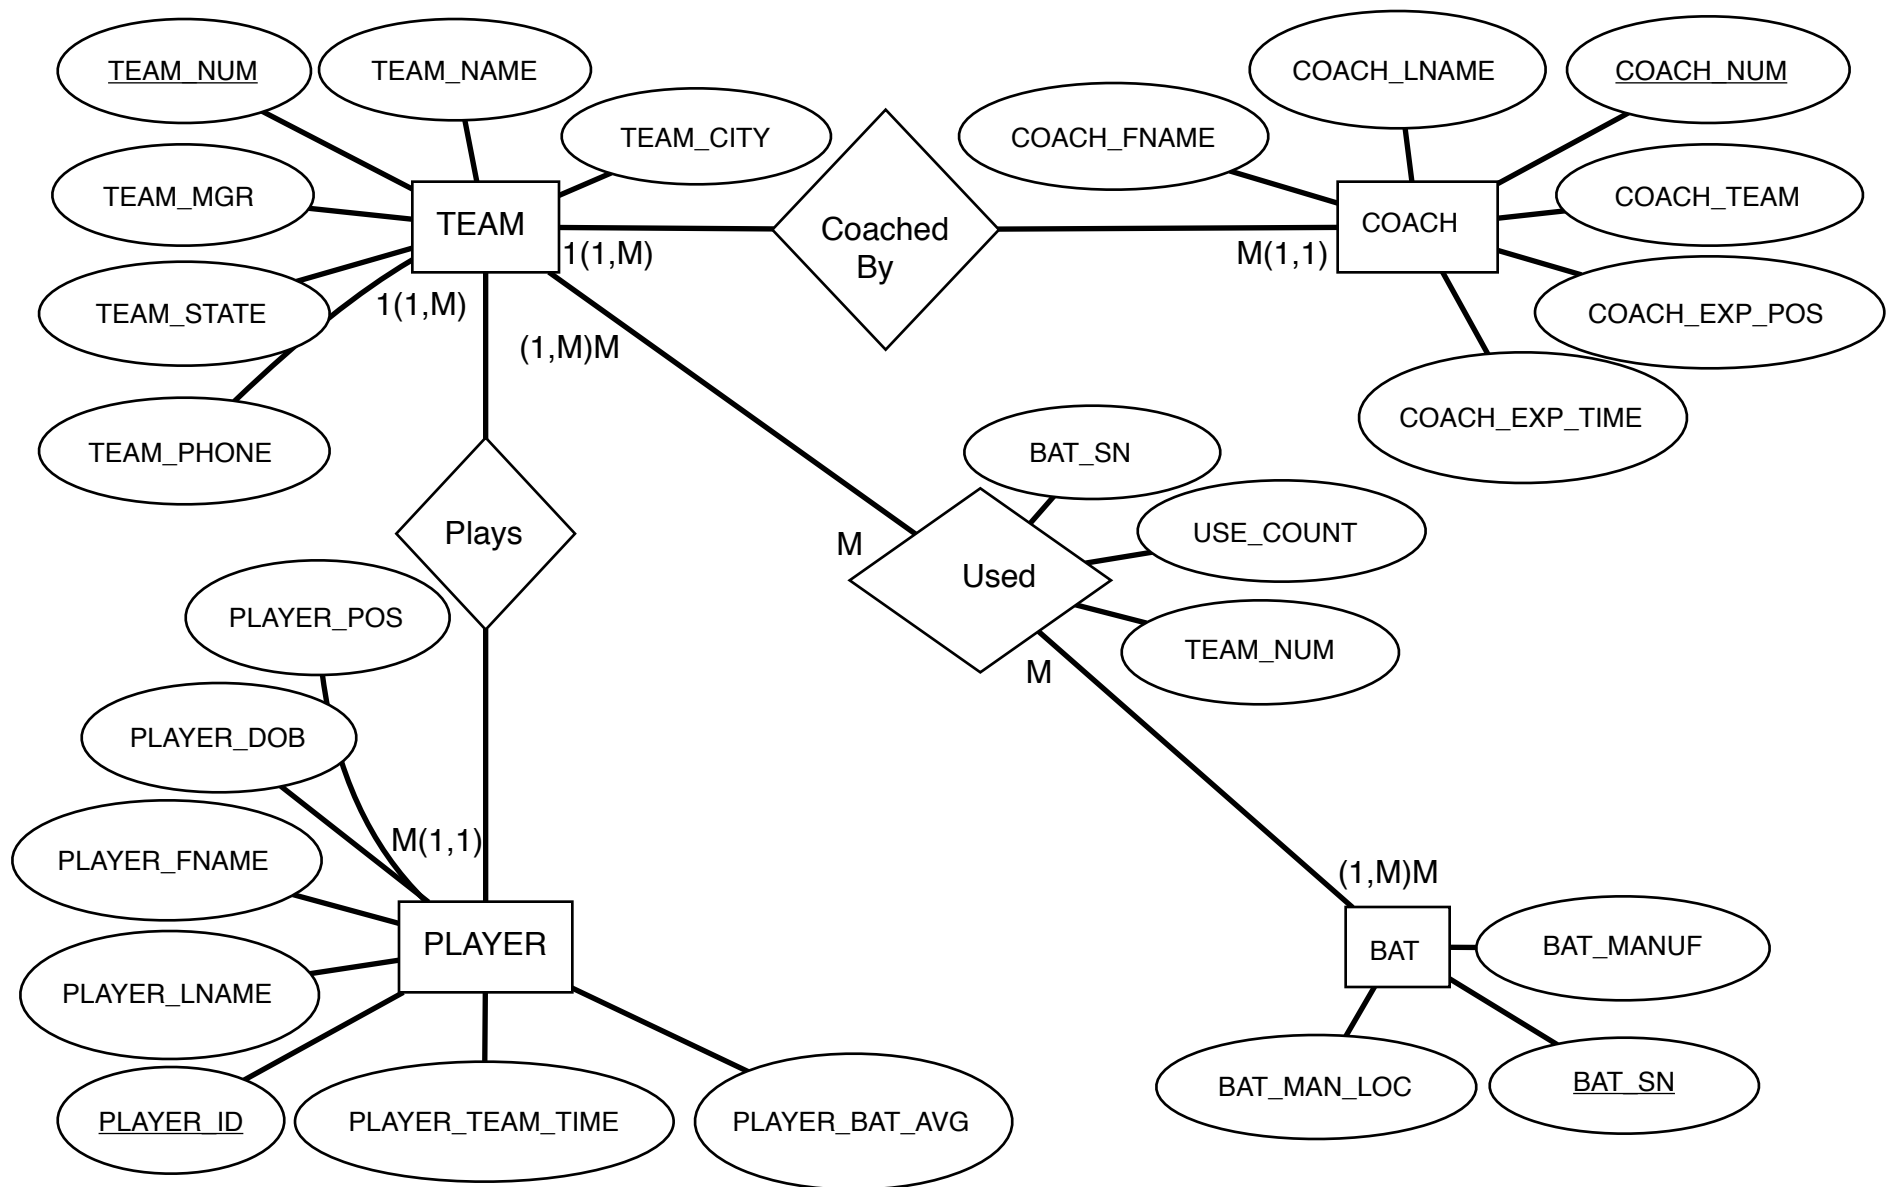 TEAM_NUM
TEAM_NAME
COACH_LNAME
COACH_NUM
TEAM_CITY
COACH_FNAME
TEAM_MGR
COACH_TEAM
TEAM
Coached
By
COACH
1(1,M)
M(1,1)
TEAM_STATE
1(1,M)
COACH_EXP_POS
(1,M)M
COACH_EXP_TIME
TEAM_PHONE
BAT_SN
Plays
M
USE_COUNT
Used
PLAYER_POS
TEAM_NUM
M
PLAYER_DOB
M(1,1)
PLAYER_FNAME
(1,M)M
PLAYER
BAT
BAT_MANUF
PLAYER_LNAME
BAT_MAN_LOC
BAT_SN
PLAYER_ID
PLAYER_TEAM_TIME
PLAYER_BAT_AVG